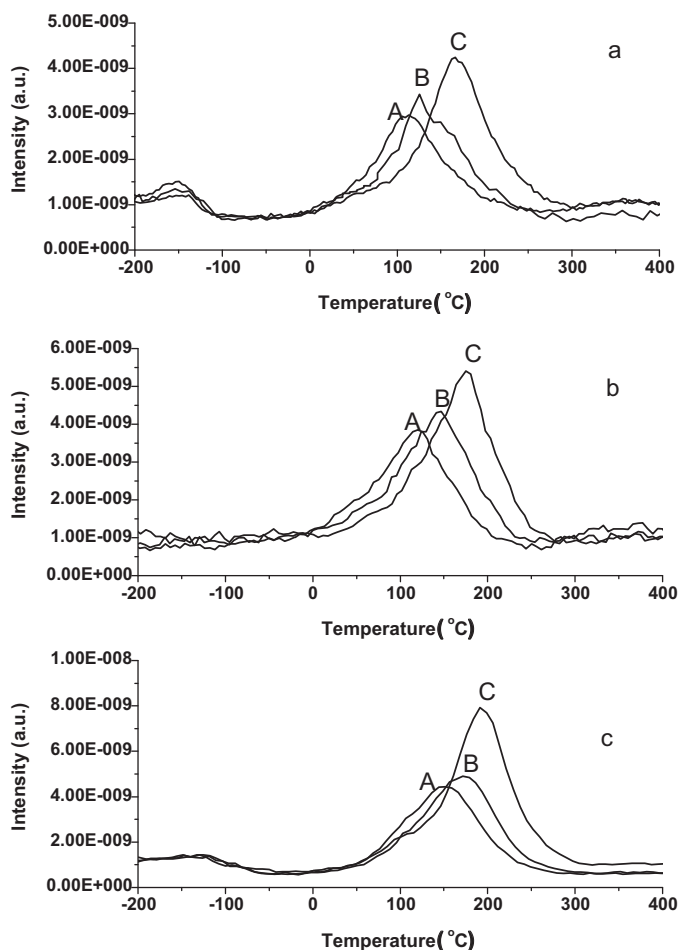 5.00E-009
4.00E-009
3.00E-009
2.00E-009
1.00E-009
0.00E+000
Intensity (a.u.)
A
B
C
a
-200 -100 0 100 200 300 400
Temperature(°C)
6.00E-009
5.00E-009
4.00E-009
3.00E-009
2.00E-009
1.00E-009
0.00E+000
Intensity (a.u.)
A
B
C
b
-200 -100 0 100 200 300 400
Temperature(°C)
1.00E-008
8.00E-009
6.00E-009
4.00E-009
2.00E-009
0.00E+000
Intensity (a.u.)
A
B
C
c
-200 -100 0 100 200 300 400
Temperature(°C)